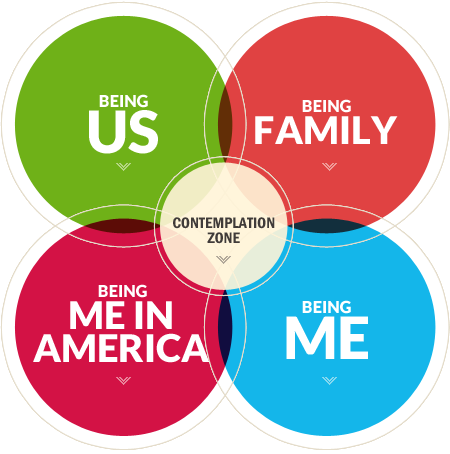 BEING
US
BEING
FAMILY
CONTEMPLATION
ZONE
BEING
ME IN
AMERICA
BEING
ME